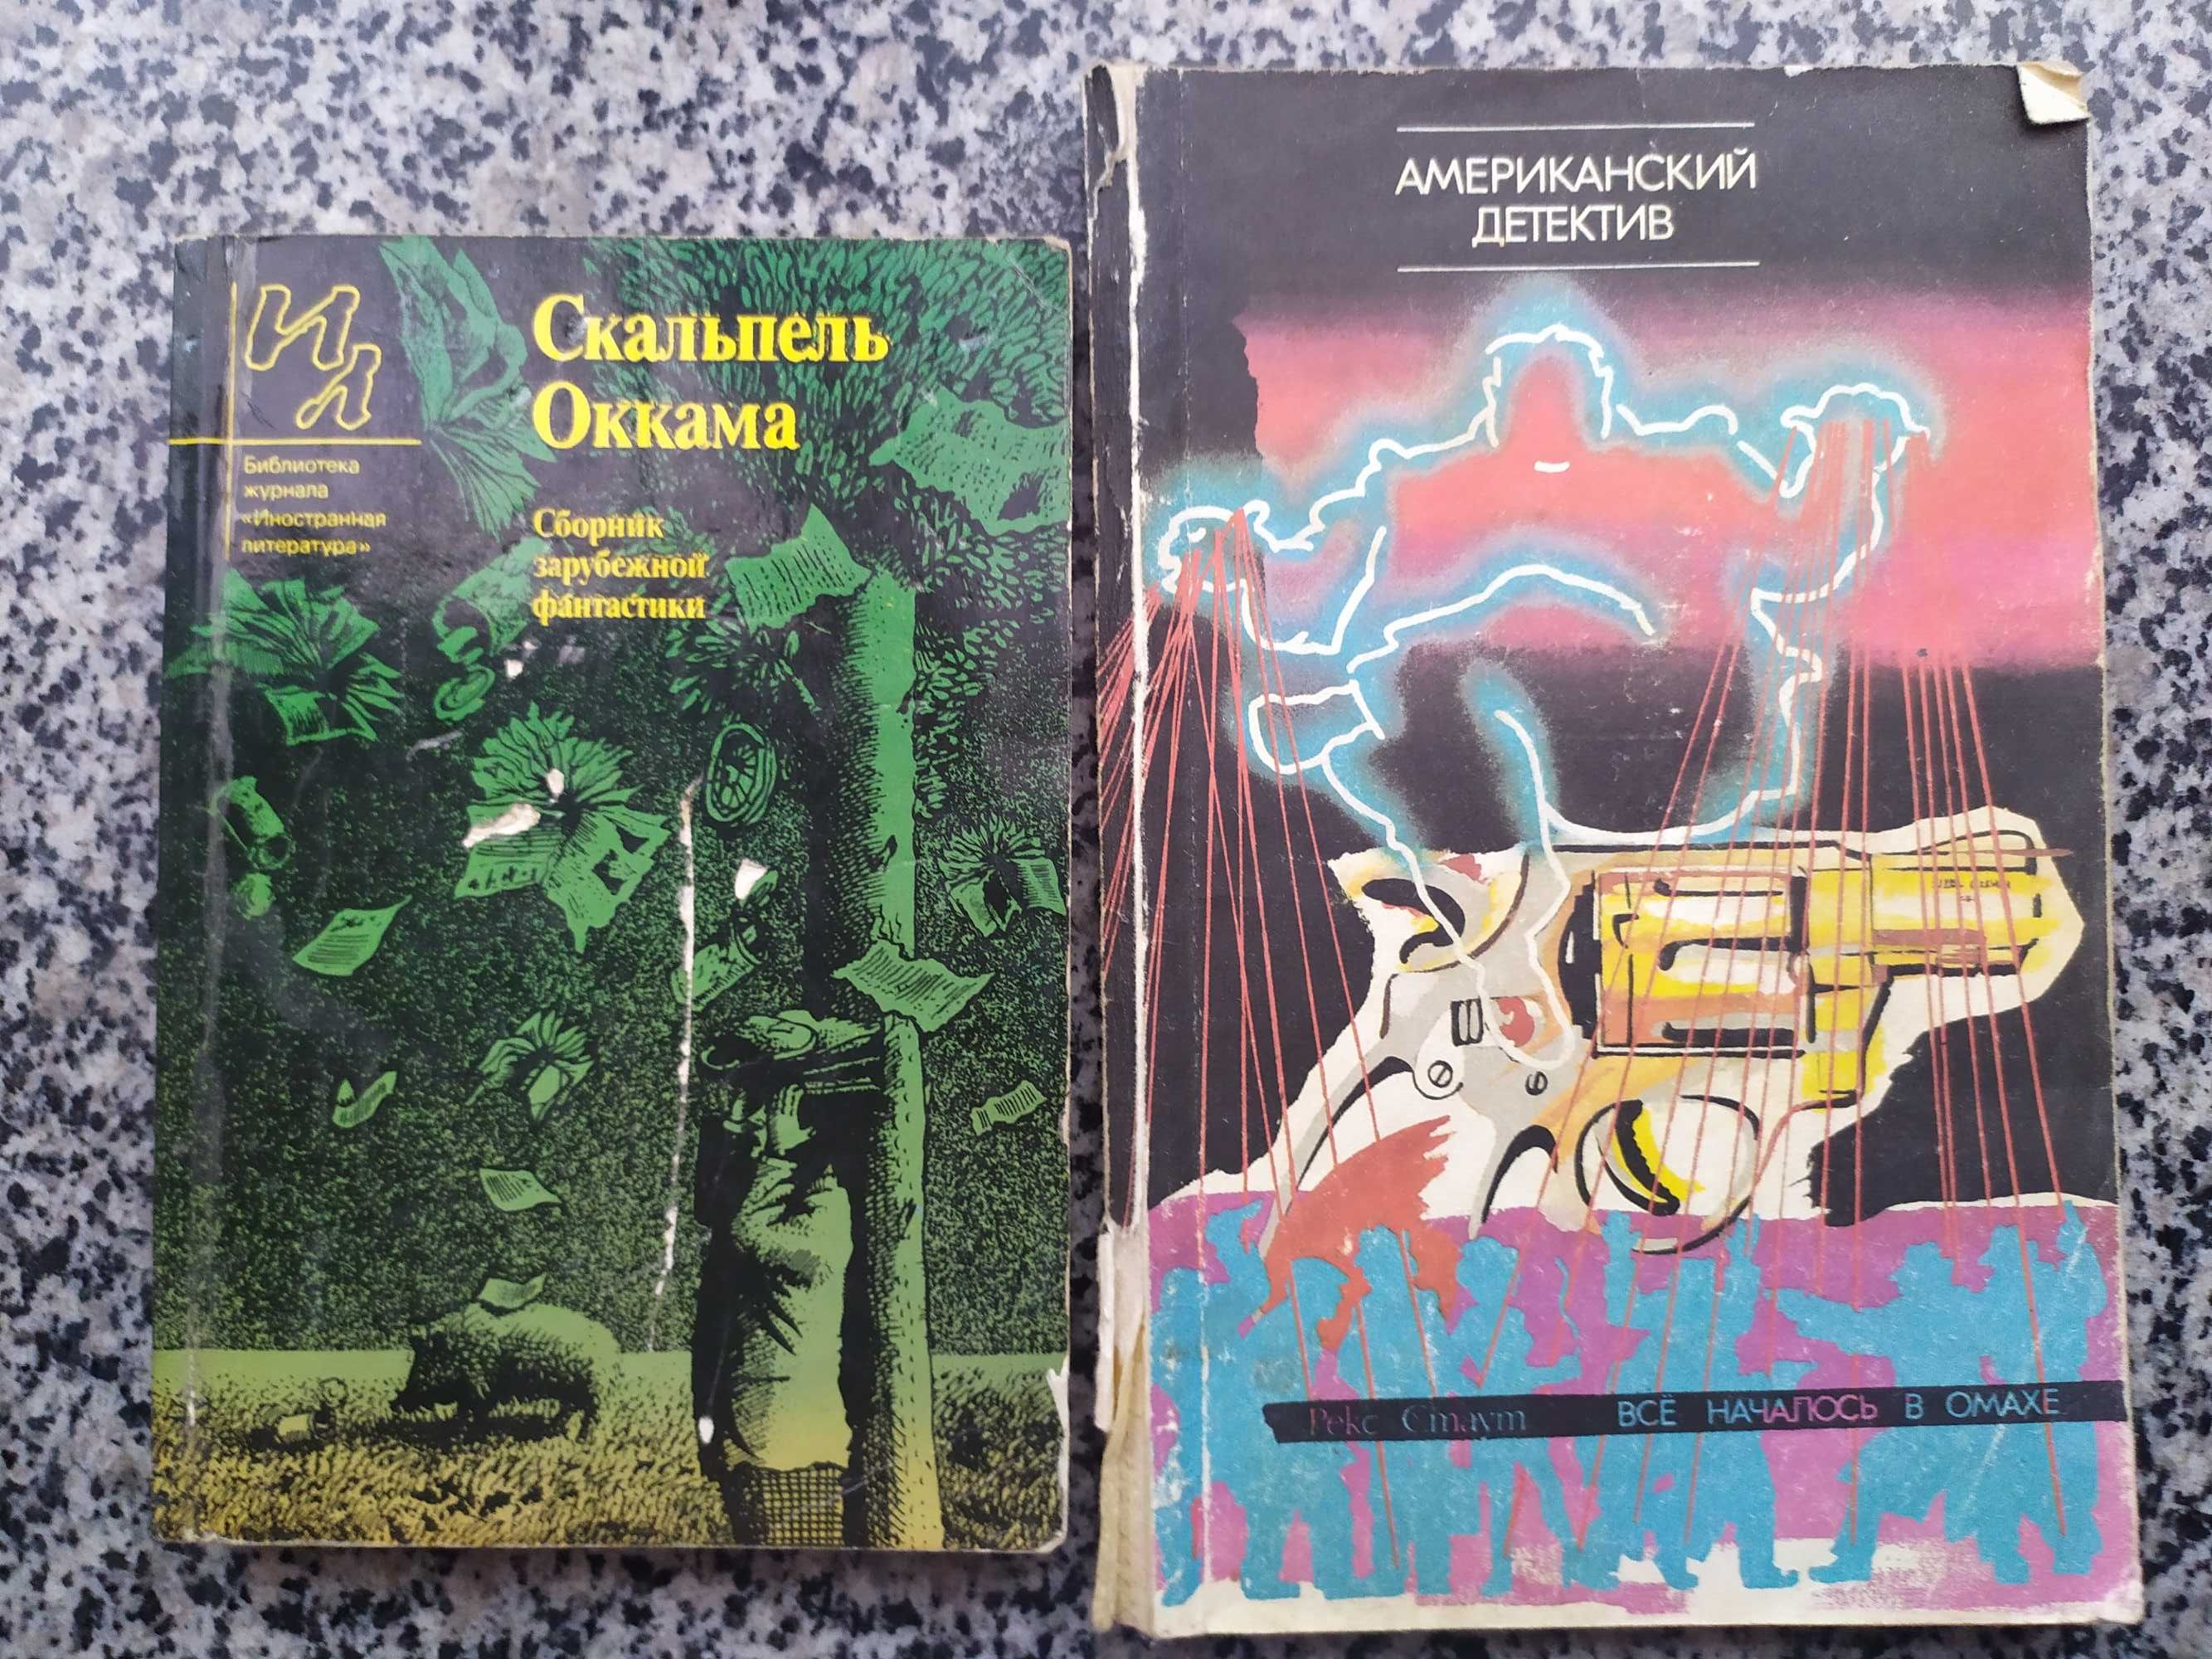 Ил
Библиотека
журнала
«Иностранная
литература»
Скальпель
Оккама
Сборник
зарубежной
фантастики
АМЕРИКАНСКИЙ
ДЕТЕКТИВ
Рекс Стаут ВСЁ НАЧАЛОСЬ В ОМАХЕ